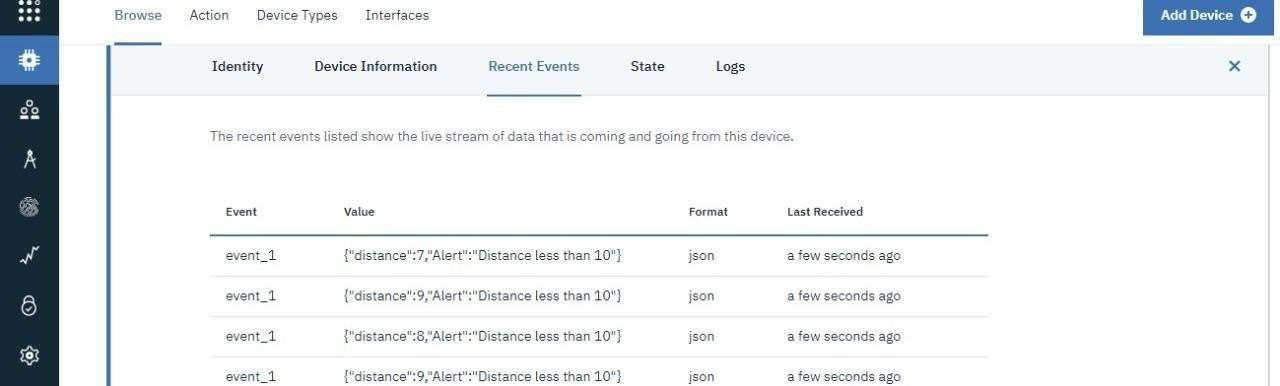 Browse Action Device Types Interfaces Add Device
Identity Device Information Recent Events State Logs
The recent events listed show the live stream of data that is coming and going from this device.
Event Value Format Last Received
event_1 {"distance":7,"Alert":"Distance less than 10"} json a few seconds ago
event_1 {"distance":9,"Alert":"Distance less than 10"} json a few seconds ago
event_1 {"distance":8,"Alert":"Distance less than 10"} json a few seconds ago
event_1 {"distance":9,"Alert":"Distance less than 10"} json a few seconds ago